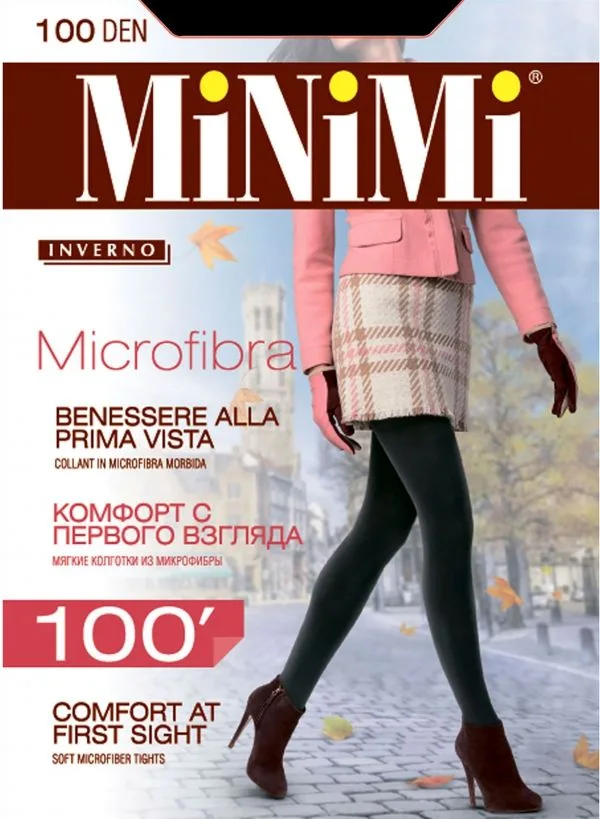 100 DEN
MiNiMi®
INVERNO
Microfibra
BENESSERE ALLA
PRIMA VISTA
COLLANT IN MICROFIBRA MORBIDA
КОМФОРТ С
ПЕРВОГО ВЗГЛЯДА
МЯГКИЕ КОЛГОТКИ ИЗ МИКРОФИБРЫ
100′
COMFORT AT
FIRST SIGHT
SOFT MICROFIBER TIGHTS